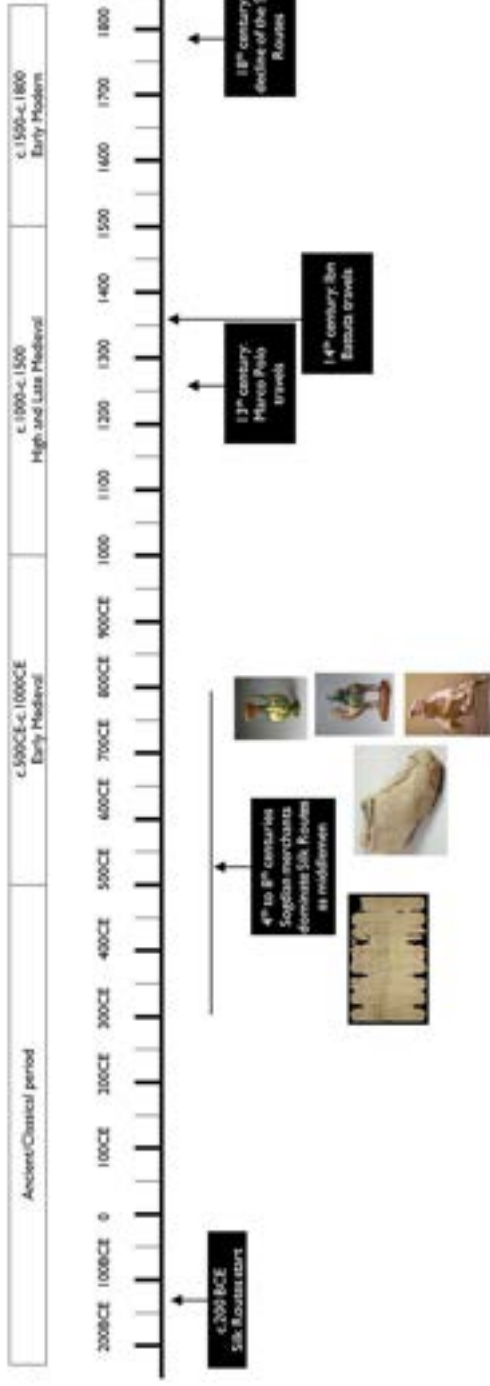 Ancient/Classical period
c.500CE-c.1000CE
Early Medieval
c.1000-c.1500
High and Late Medieval
c.1500-c.1800
Early Modern
200BCE
100BCE
0
100CE
200CE
300CE
400CE
500CE
600CE
700CE
800CE
900CE
1000
1100
1200
1300
1400
1500
1600
1700
1800
c.200 BCE
Silk Routes start
4th to 8th centuries
Sogdian merchants
dominate Silk Routes
as middlemen
13th century:
Marco Polo
travels
14th century: Ibn
Battuta travels
18th century
decline of the
Routes